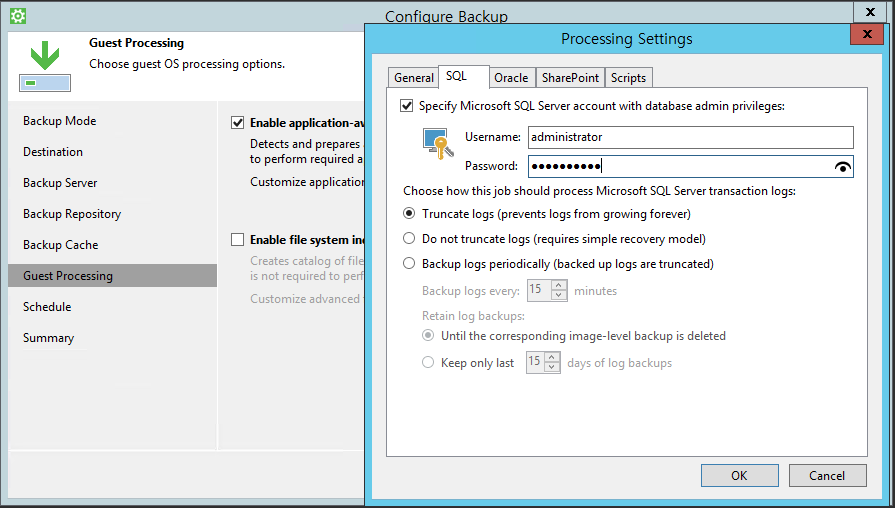 Configure Backup
x
Guest Processing
Choose guest OS processing options.
Backup Mode
Destination
Backup Server
Backup Repository
Backup Cache
Guest Processing
Schedule
Summary
Enable application-av
Detects and prepares a
to perform required a
Customize application
Enable file system in
Creates catalog of file
is not required to perf
Customize advanced
Processing Settings
x
General
SQL
Oracle
SharePoint
Scripts
Specify Microsoft SQL Server account with database admin privileges:
Username: administrator
Password: ●●●●●●●●●●
Choose how this job should process Microsoft SQL Server transaction logs:
Truncate logs (prevents logs from growing forever)
Do not truncate logs (requires simple recovery model)
Backup logs periodically (backed up logs are truncated)
Backup logs every: 15 minutes
Retain log backups:
Until the corresponding image-level backup is deleted
Keep only last 15 days of log backups
OK
Cancel